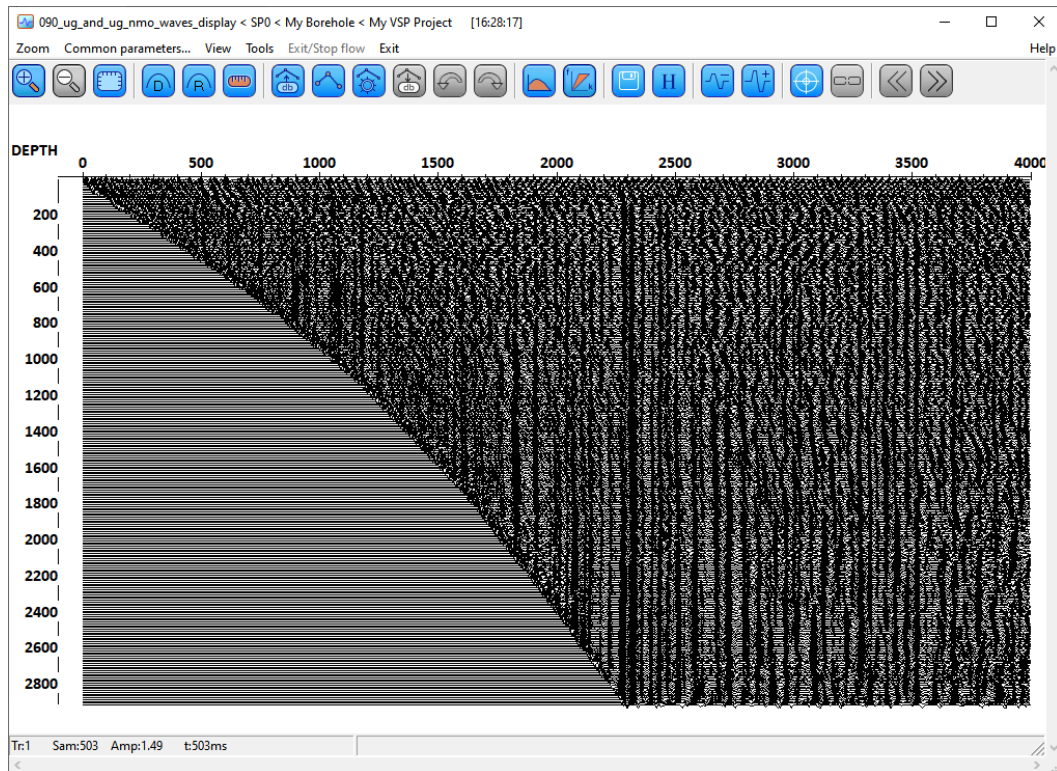 090_ug_and_ug_nmo_waves_display < SP0 < My Borehole < My VSP Project [16:28:17]
Zoom Common parameters... View Tools Exit/Stop flow Exit Help
D R db db f k H
DEPTH
0 500 1000 1500 2000 2500 3000 3500 4000
200
400
600
800
1000
1200
1400
1600
1800
2000
2200
2400
2600
2800
Tr:1 Sam:503 Amp:1.49 t:503ms